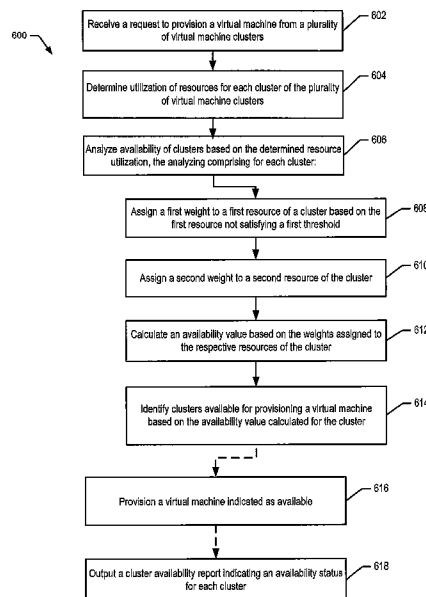 600
Receive a request to provision a virtual machine from a plurality
of virtual machine clusters
602
Determine utilization of resources for each cluster of the plurality
of virtual machine clusters
604
Analyze availability of clusters based on the determined resource
utilization, the analyzing comprising for each cluster:
606
Assign a first weight to a first resource of a cluster based on the
first resource not satisfying a first threshold
608
Assign a second weight to a second resource of the cluster
610
Calculate an availability value based on the weights assigned to
the respective resources of the cluster
612
Identify clusters available for provisioning a virtual machine
based on the availability value calculated for the cluster
614
Provision a virtual machine indicated as available
616
Output a cluster availability report indicating an availability status
for each cluster
618